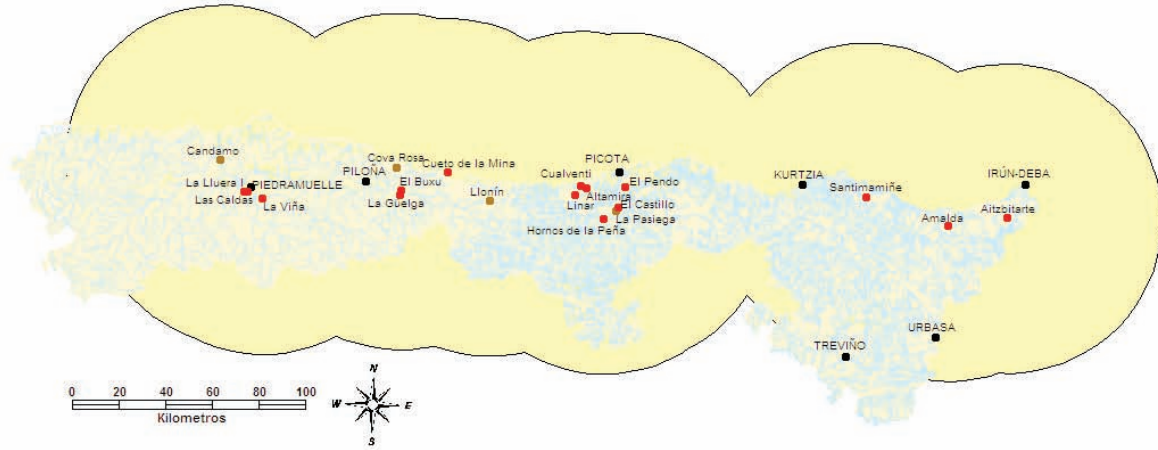 Candamo
Cova Rosa
Cueto de la Mina
PICOTA
La Lluera I
PIEDRAMUELLE
PILOÑA
El Buxu
Cualventi
El Pendo
KURTZIA
IRÚN-DEBA
Las Caldas
La Viña
La Güelga
Llonín
Linar
Altamira
El Castillo
Santimamiñe
La Pasiega
Hornos de la Peña
Amalda
Aitzoitarte
URBASA
TREVIÑO
0 20 40 60 80 100
Kilometros
N
W E
S